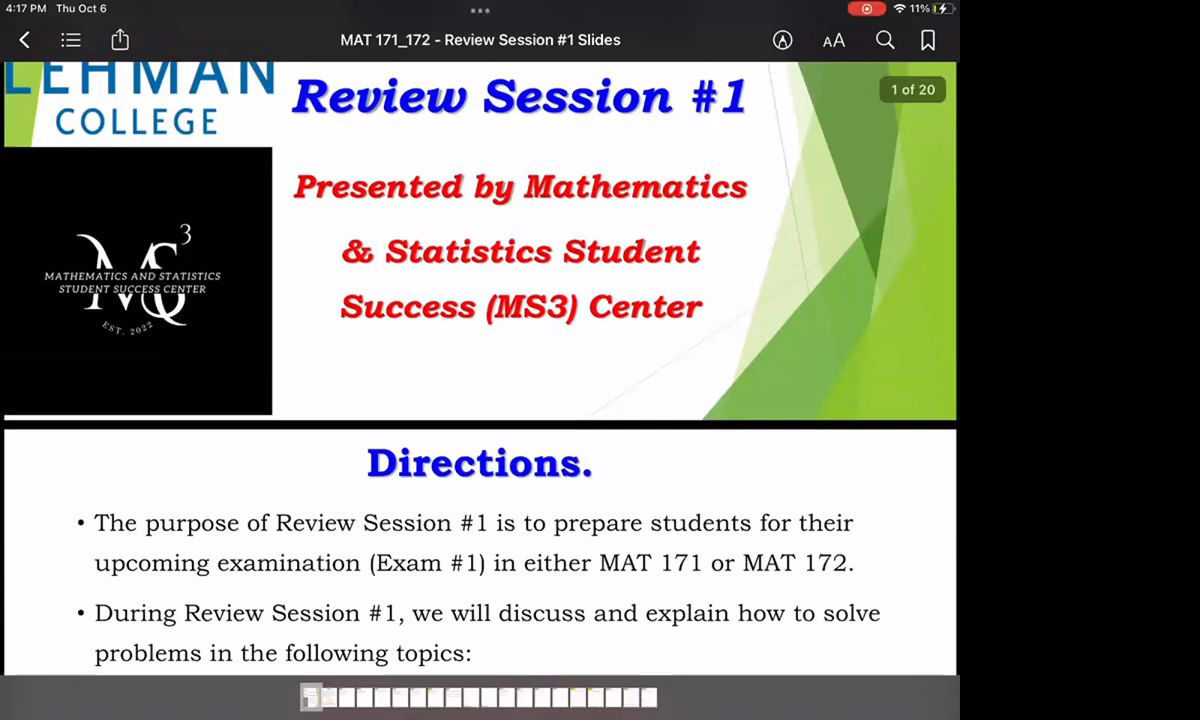 4:17 PM Thu Oct 6
11%
MAT 171_172 - Review Session #1 Slides
AA
1 of 20
LEHMAN
COLLEGE
Review Session #1
Presented by Mathematics
& Statistics Student
Success (MS3) Center
3
MATHEMATICS AND STATISTICS
STUDENT SUCCESS CENTER
EST. 2022
Directions.
• The purpose of Review Session #1 is to prepare students for their
upcoming examination (Exam #1) in either MAT 171 or MAT 172.
• During Review Session #1, we will discuss and explain how to solve
problems in the following topics: